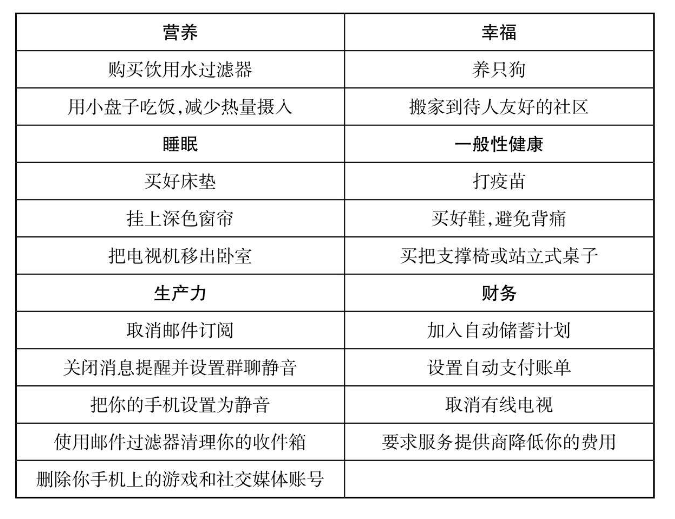 营养 幸福
购买饮用水过滤器 养只狗
用小盘子吃饭,减少热量摄入 搬家到待人友好的社区
睡眠 一般性健康
买好床垫 打疫苗
挂上深色窗帘 买好鞋,避免背痛
把电视机移出卧室 买把支撑椅或站立式桌子
生产力 财务
取消邮件订阅 加入自动储蓄计划
关闭消息提醒并设置群聊静音 设置自动支付账单
把你的手机设置为静音 取消有线电视
使用邮件过滤器清理你的收件箱 要求服务提供商降低你的费用
删除你手机上的游戏和社交媒体账号